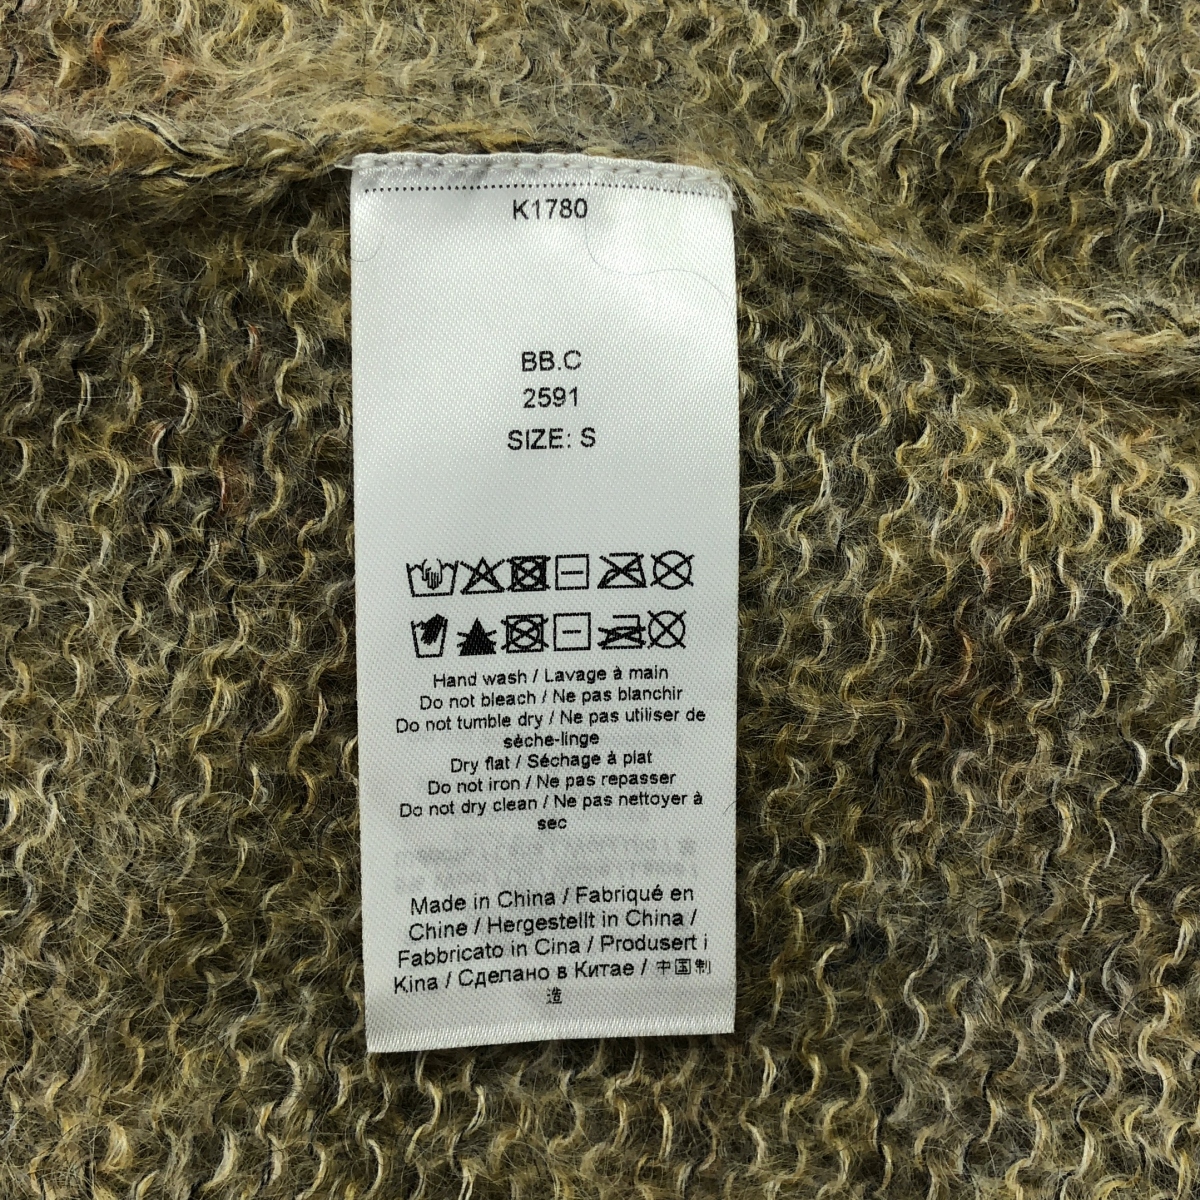 K1780
BB.C
2591
SIZE: S
Hand wash / Lavage à main
Do not bleach / Ne pas blanchir
Do not tumble dry / Ne pas utiliser de
sèche-linge
Dry flat / Séchage à plat
Do not iron / Ne pas repasser
Do not dry clean / Ne pas nettoyer à
sec
Made in China / Fabriqué en
Chine / Hergestellt in China /
Fabbricato in Cina / Produsert i
Kina / Сделано в Китае / 中国制
造